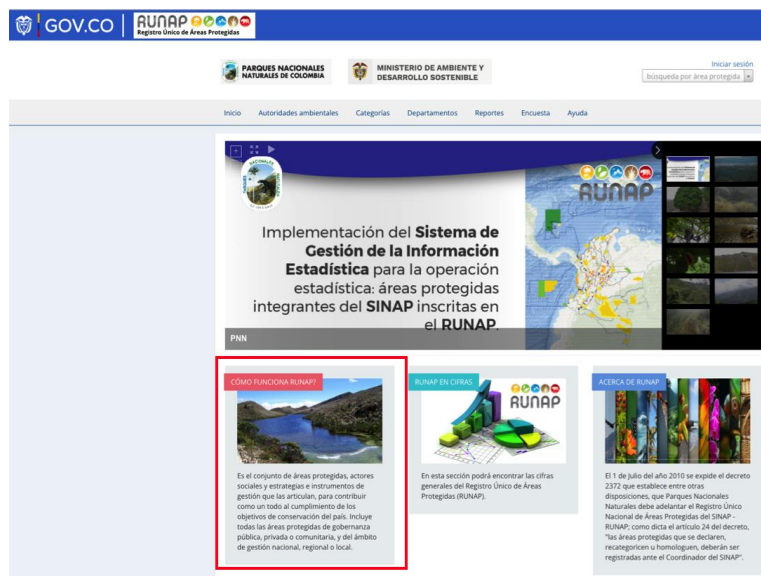 GOV.CO
RUNAP
Registro Único de Áreas Protegidas
PARQUES NACIONALES
NATURALES DE COLOMBIA
MINISTERIO DE AMBIENTE Y
DESARROLLO SOSTENIBLE
Iniciar sesión
búsqueda por área protegida
Inicio Autoridades ambientales Categorías Departamentos Reportes Encuesta Ayuda
RUNAP
Implementación del Sistema de
Gestión de la Información
Estadística para la operación
estadística: áreas protegidas
integrantes del SINAP inscritas en
el RUNAP.
PNN
CÓMO FUNCIONA RUNAP?
Es el conjunto de áreas protegidas, actores
sociales y estrategias e instrumentos de
gestión que las articulan, para contribuir
como un todo al cumplimiento de los
objetivos de conservación del país. Incluye
todas las áreas protegidas de gobernanza
pública, privada o comunitaria, y del ámbito
de gestión nacional, regional o local.
RUNAP EN CIFRAS
RUNAP
En esta sección podrá encontrar las cifras
generales del Registro Único de Áreas
Protegidas (RUNAP).
ACERCA DE RUNAP
El 1 de Julio del año 2010 se expide el decreto
2372 que establece entre otras
disposiciones, que Parques Nacionales
Naturales debe adelantar el Registro Único
Nacional de Áreas Protegidas del SINAP -
RUNAP; como dicta el artículo 24 del decreto,
"las áreas protegidas que se declaren,
recategoricen u homologuen, deberán ser
registradas ante el Coordinador del SINAP".